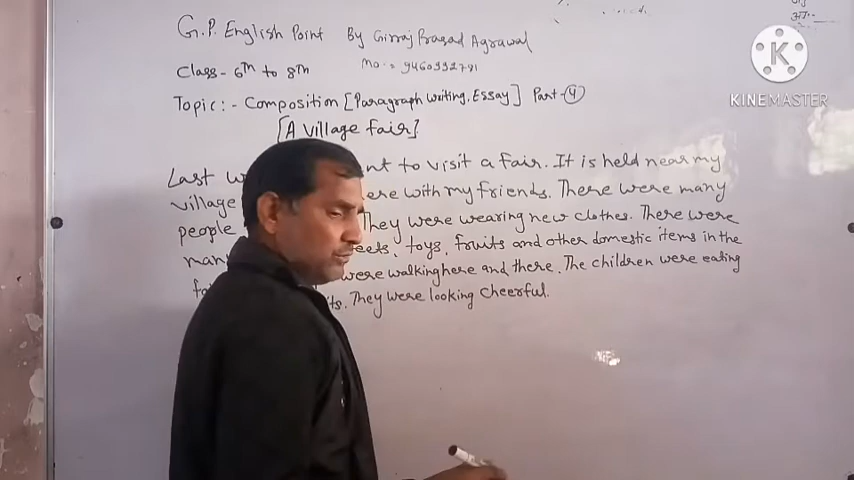 G.P. English Point By Girraj Prasad Agrawal
Class- 6th to 8th Mo.= 9460332791
Topic:- Composition [Paragraph writing, Essay] Part-4
[A village fair]
Last nt to visit a fair. It is held near my
village ere with my friends. There were many
people They were wearing new clothes. There were
man eets, toys, fruits and other domestic items in the
fa were walking here and there. The children were eating
ts. They were looking cheerful.
KINEMASTER